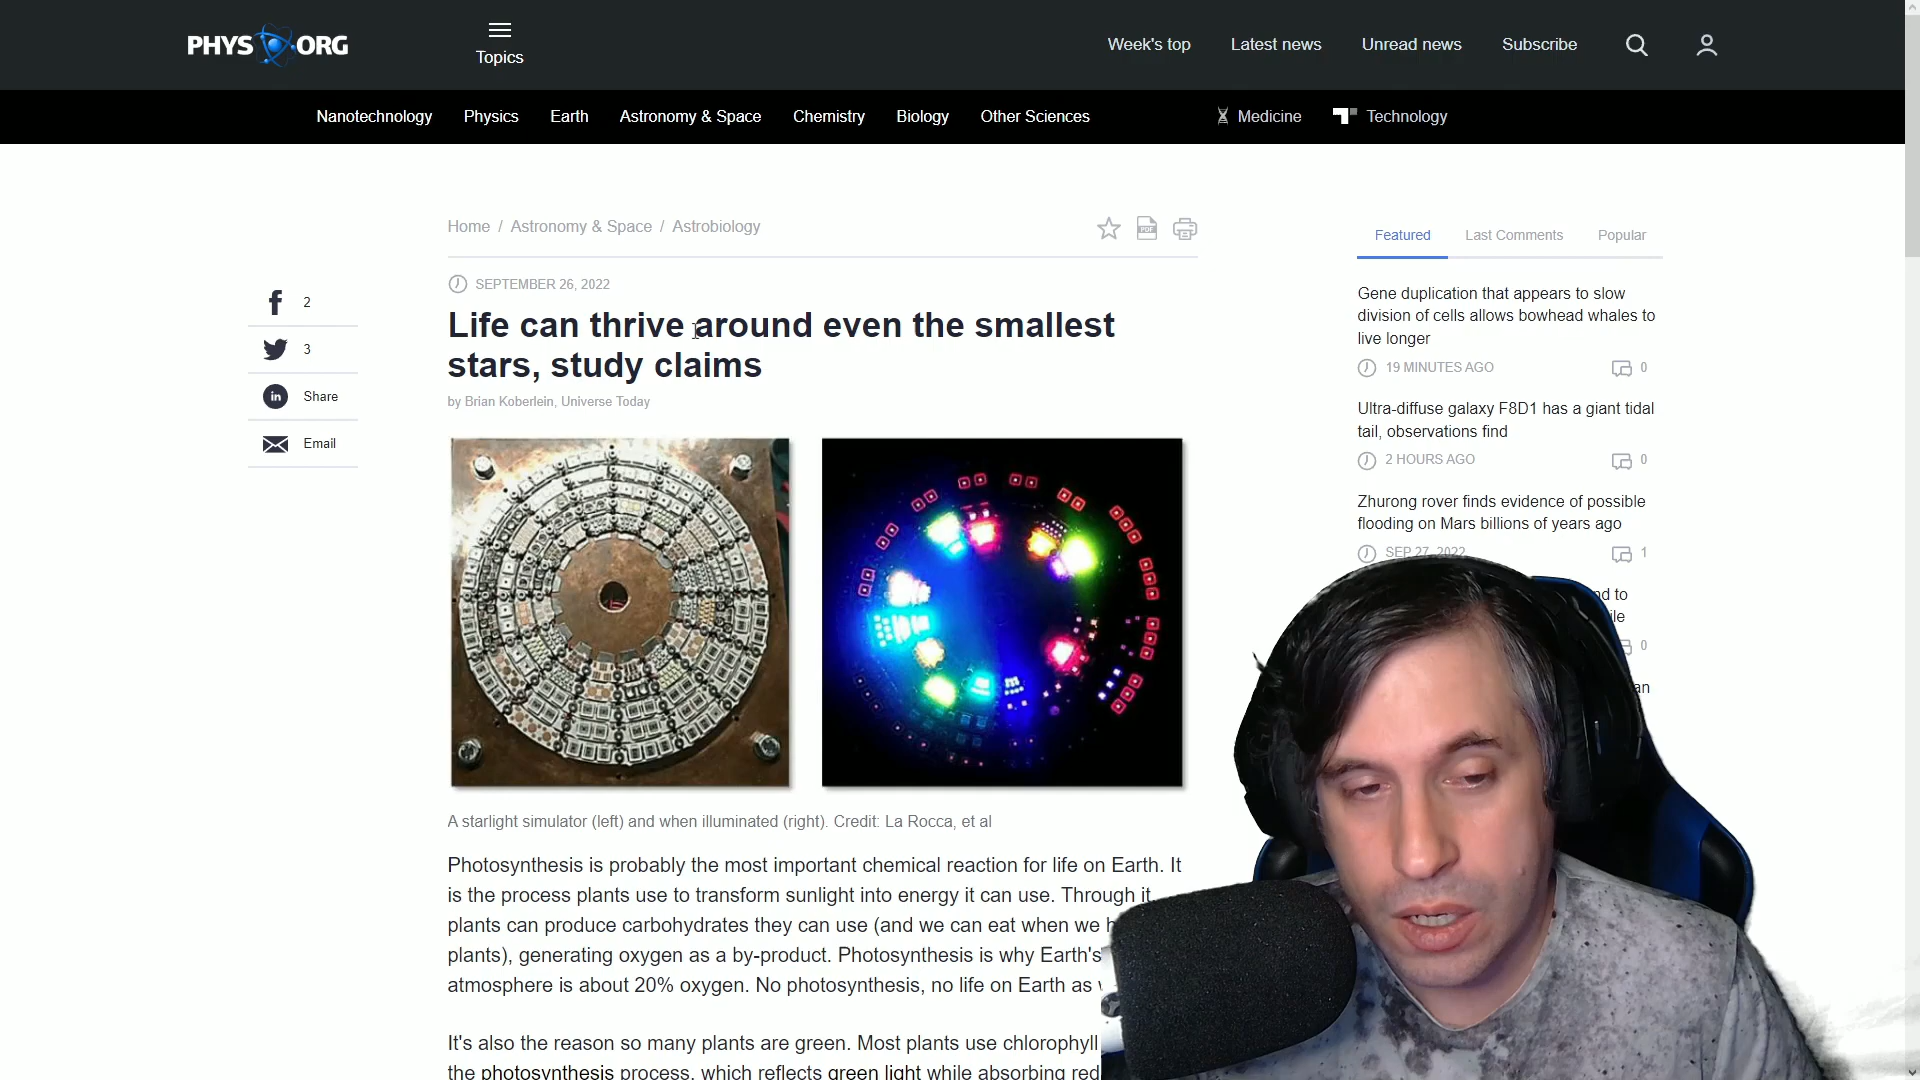 PHYS ORG
Topics
Week's top
Latest news
Unread news
Subscribe
Nanotechnology
Physics
Earth
Astronomy & Space
Chemistry
Biology
Other Sciences
Medicine
Technology
Home / Astronomy & Space / Astrobiology
PDF
SEPTEMBER 26, 2022
Life can thrive around even the smallest
stars, study claims
by Brian Koberlein, Universe Today
2
3
in Share
Email
A starlight simulator (left) and when illuminated (right). Credit: La Rocca, et al
Photosynthesis is probably the most important chemical reaction for life on Earth. It
is the process plants use to transform sunlight into energy it can use. Through it,
plants can produce carbohydrates they can use (and we can eat when we
plants), generating oxygen as a by-product. Photosynthesis is why Earth's
atmosphere is about 20% oxygen. No photosynthesis, no life on Earth as
It's also the reason so many plants are green. Most plants use chlorophyll
the photosynthesis process, which reflects green light while absorbing red
Featured
Last Comments
Popular
Gene duplication that appears to slow
division of cells allows bowhead whales to
live longer
19 MINUTES AGO 0
Ultra-diffuse galaxy F8D1 has a giant tidal
tail, observations find
2 HOURS AGO 0
Zhurong rover finds evidence of possible
flooding on Mars billions of years ago
SEP 27, 2022 1
to
0